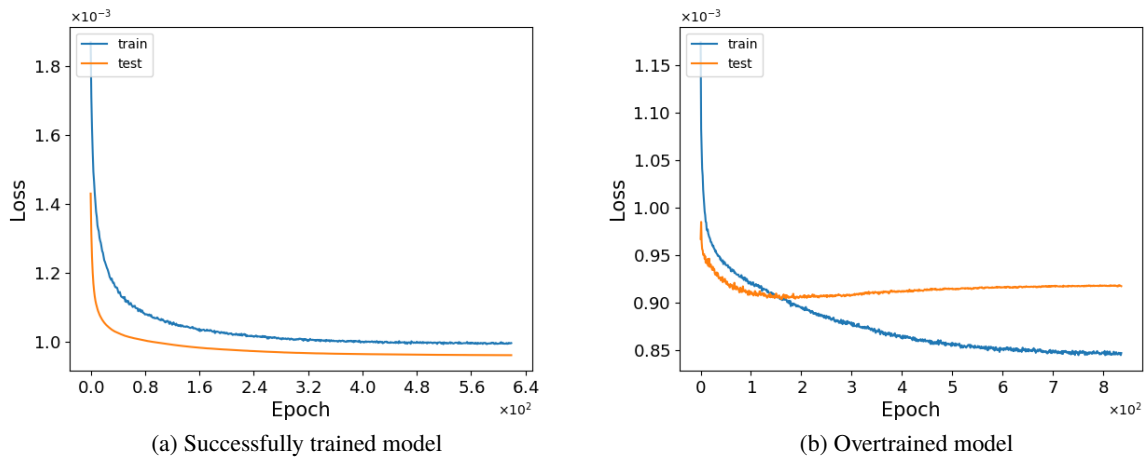 ×10⁻³
1.8
1.6
1.4
1.2
1.0
Loss
train
test
0.0 0.8 1.6 2.4 3.2 4.0 4.8 5.6 6.4
Epoch
×10²
(a) Successfully trained model
×10⁻³
1.15
1.10
1.05
1.00
0.95
0.90
0.85
Loss
train
test
0 1 2 3 4 5 6 7 8
Epoch
×10²
(b) Overtrained model